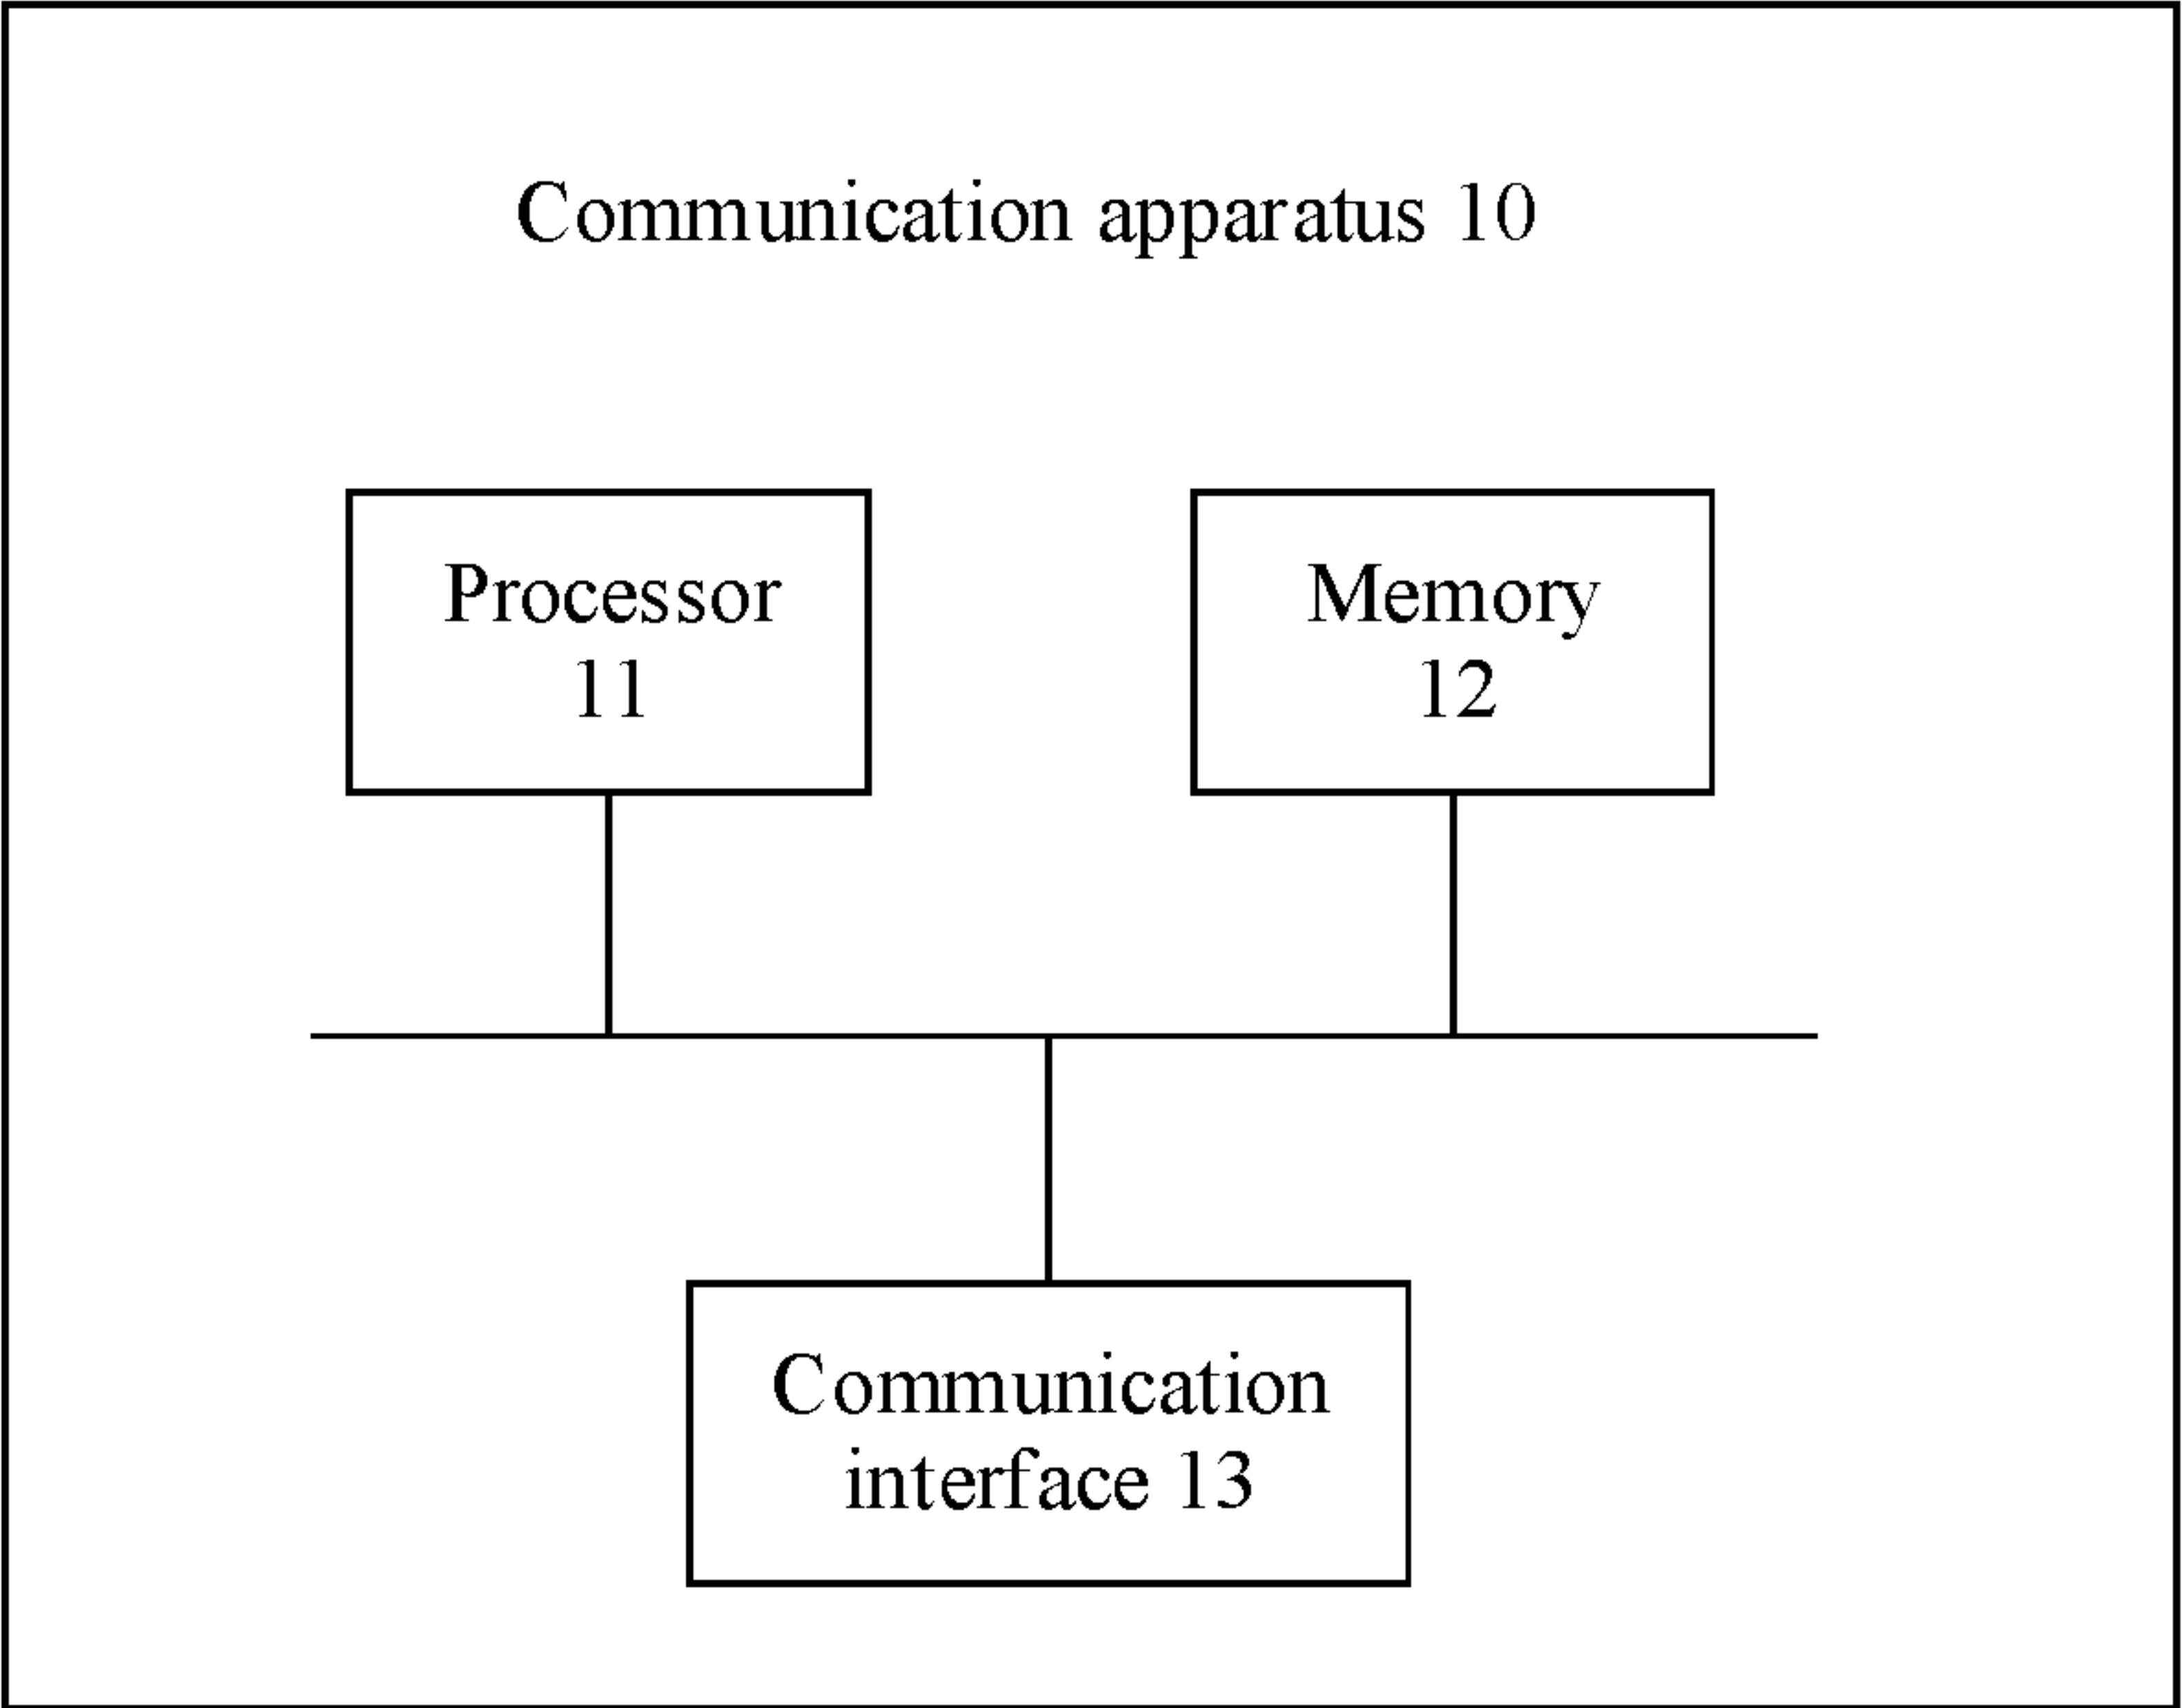 Communication apparatus 10
Processor
11
Memory
12
Communication
interface 13